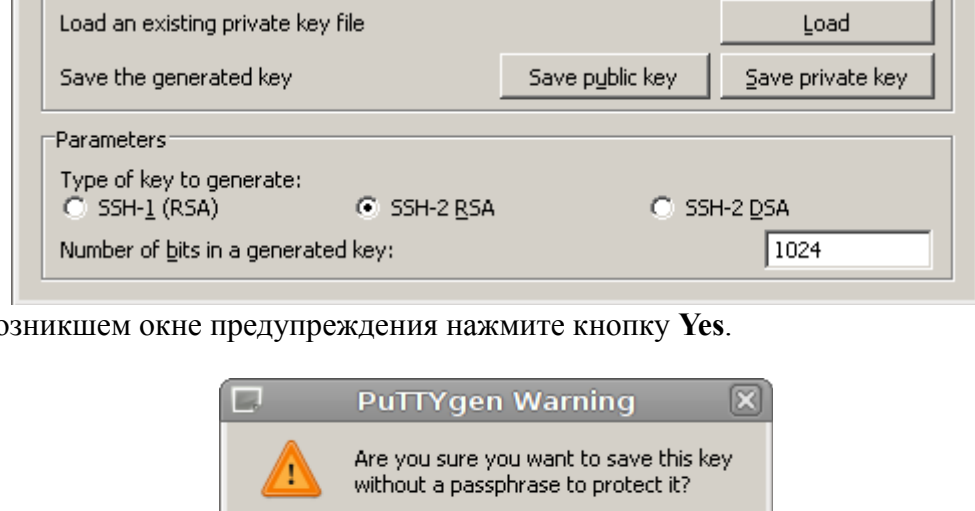 Load an existing private key file Load
Save the generated key Save public key Save private key
Parameters
Type of key to generate:
SSH-1 (RSA) SSH-2 RSA SSH-2 DSA
Number of bits in a generated key: 1024
озникшем окне предупреждения нажмите кнопку Yes.
PuTTYgen Warning
Are you sure you want to save this key
without a passphrase to protect it?